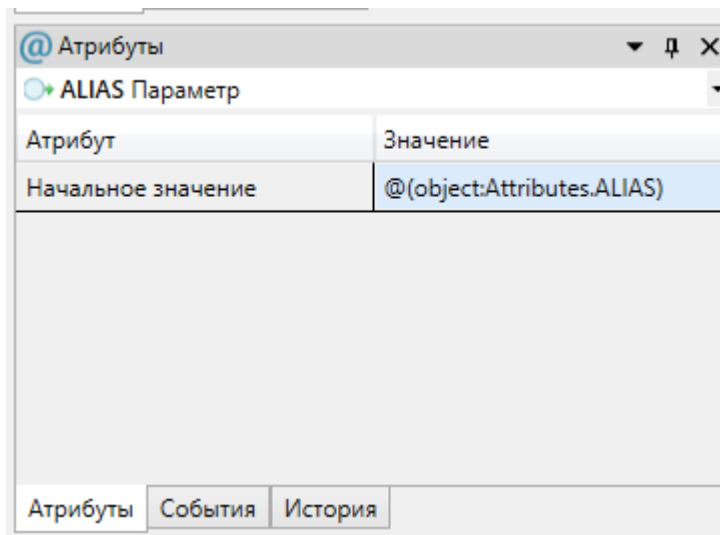 @ Атрибуты
ALIAS Параметр
Атрибут Значение
Начальное значение @(object:Attributes.ALIAS)
Атрибуты События История